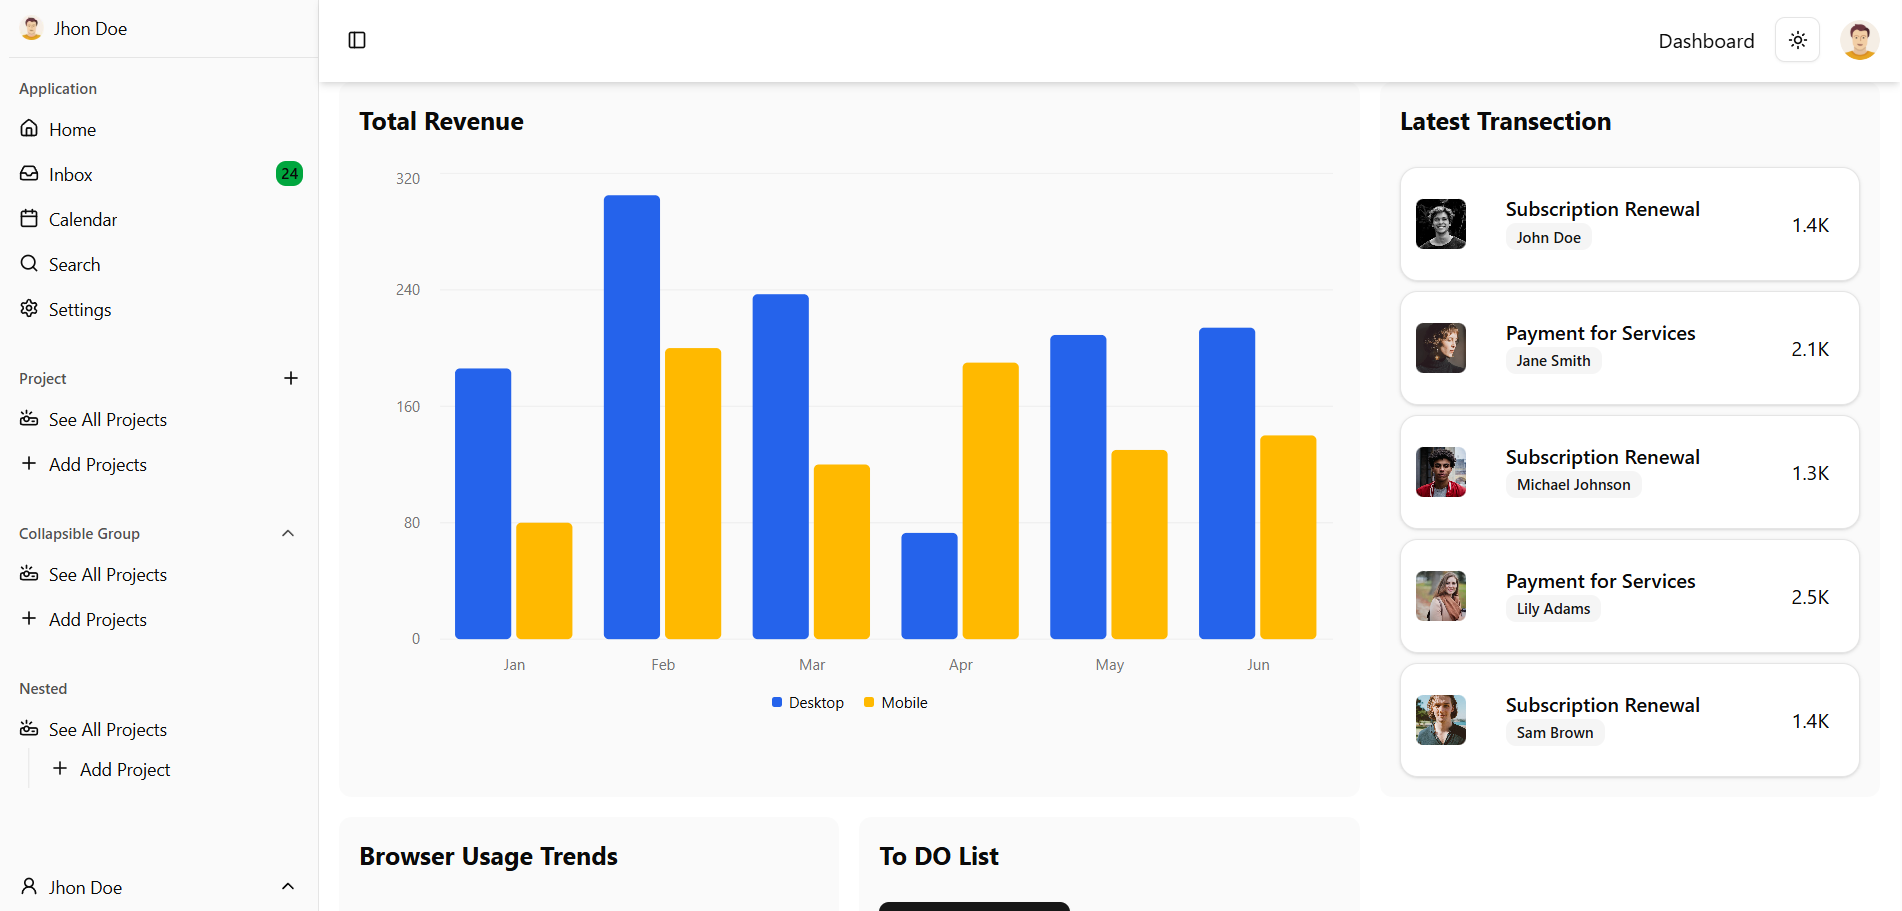 Jhon Doe
Application
Home
Inbox 24
Calendar
Search
Settings
Project
See All Projects
Add Projects
Collapsible Group
See All Projects
Add Projects
Nested
See All Projects
Add Project
Jhon Doe
Dashboard
Total Revenue
320
240
160
80
0
Jan Feb Mar Apr May Jun
Desktop Mobile
Latest Transection
Subscription Renewal
John Doe
1.4K
Payment for Services
Jane Smith
2.1K
Subscription Renewal
Michael Johnson
1.3K
Payment for Services
Lily Adams
2.5K
Subscription Renewal
Sam Brown
1.4K
Browser Usage Trends
To DO List